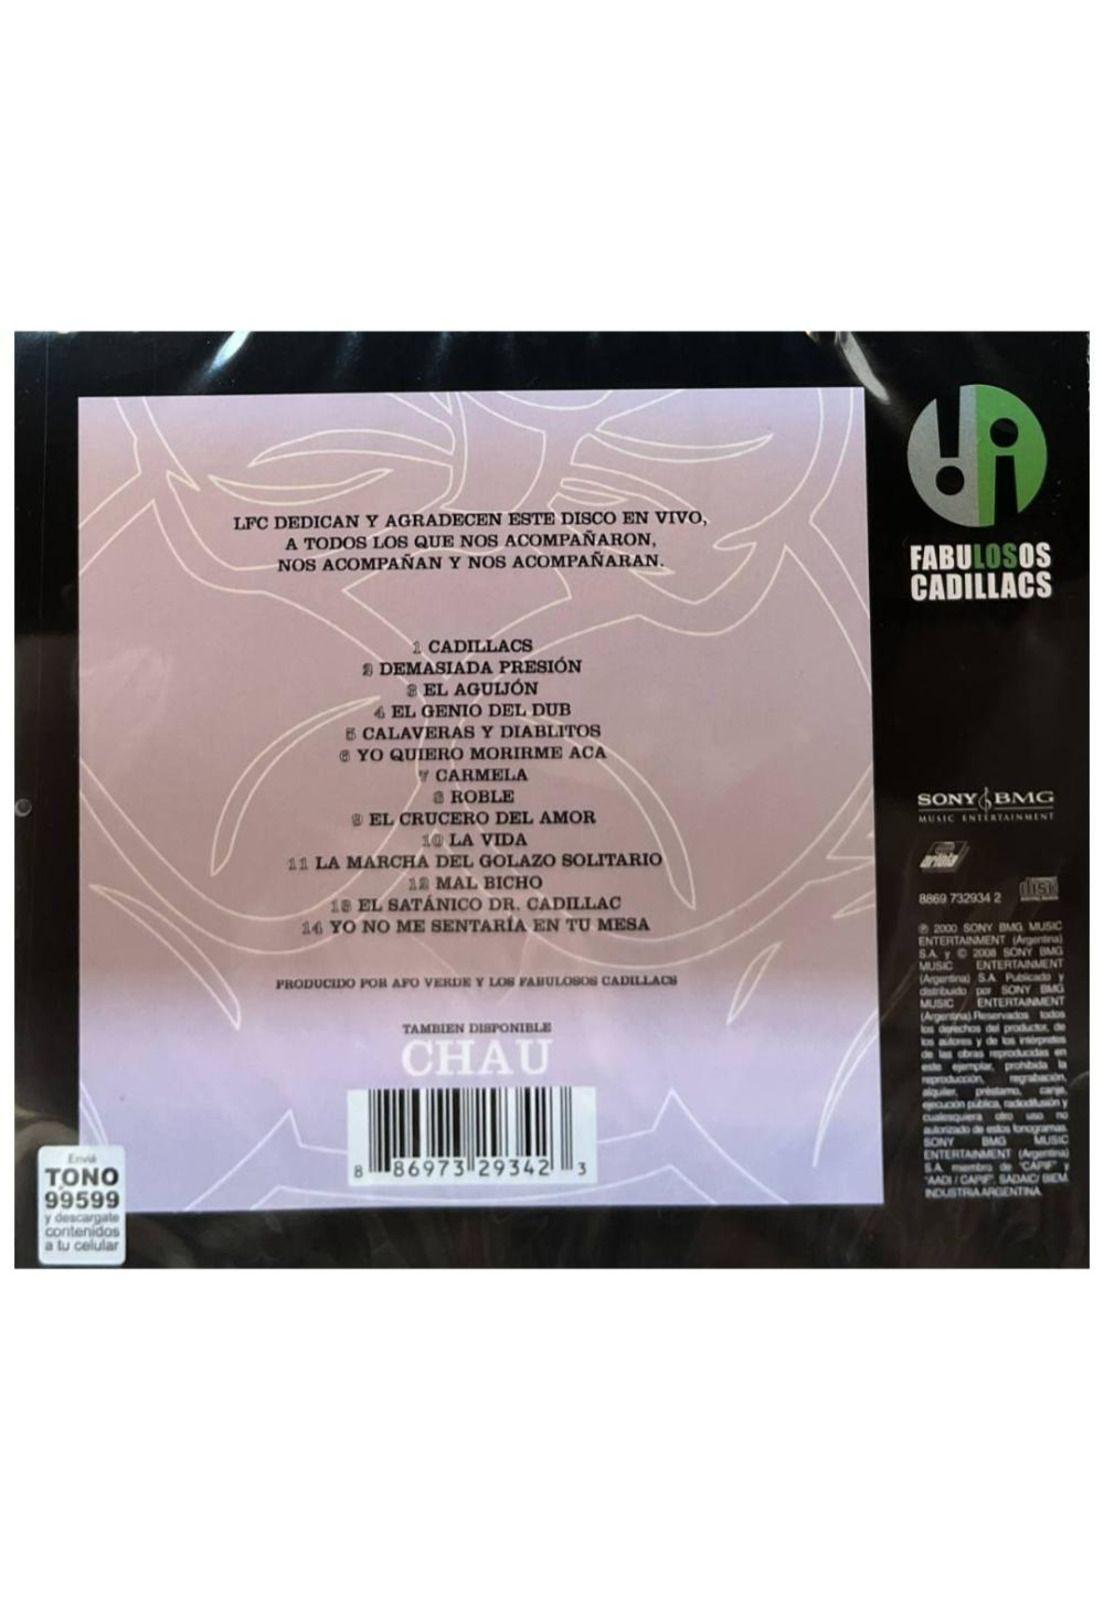 LFC DEDICAN Y AGRADECEN ESTE DISCO EN VIVO,
A TODOS LOS QUE NOS ACOMPAÑARON,
NOS ACOMPAÑAN Y NOS ACOMPAÑARAN.
1 CADILLACS
2 DEMASIADA PRESIÓN
3 EL AGUIJÓN
4 EL GENIO DEL DUB
5 CALAVERAS Y DIABLITOS
6 YO QUIERO MORIRME ACA
7 CARMELA
8 ROBLE
9 EL CRUCERO DEL AMOR
10 LA VIDA
11 LA MARCHA DEL GOLAZO SOLITARIO
12 MAL BICHO
13 EL SATÁNICO DR. CADILLAC
14 YO NO ME SENTARÍA EN TU MESA
PRODUCIDO POR AFO VERDE Y LOS FABULOSOS CADILLACS
TAMBIEN DISPONIBLE
CHAU
8 86973 29342 3
Enviá
TONO
99599
y descargate
contenidos
a tu celular
FABULOSOS
CADILLACS
SONY BMG
MUSIC ENTERTAINMENT
ariola
disc
8869 732934 2
℗ 2000 SONY BMG MUSIC
ENTERTAINMENT (Argentina)
S.A. y © 2008 SONY BMG
MUSIC ENTERTAINMENT
(Argentina) S.A. Publicado y
distribuido por SONY BMG
MUSIC ENTERTAINMENT
(Argentina).Reservados todos
los derechos del productor, de
los autores y de los intérpretes
de las obras reproducidas en
este ejemplar, prohibida la
reproducción, regrabación,
alquiler, préstamo, canje,
ejecución pública, radiodifusión y
cualesquiera otro uso no
autorizado de estos fonogramas.
SONY BMG MUSIC
ENTERTAINMENT (Argentina)
S.A. miembro de "CAPIF" y
"AADI / CAPIF". SADAIC/ BIEM.
INDUSTRIA ARGENTINA.